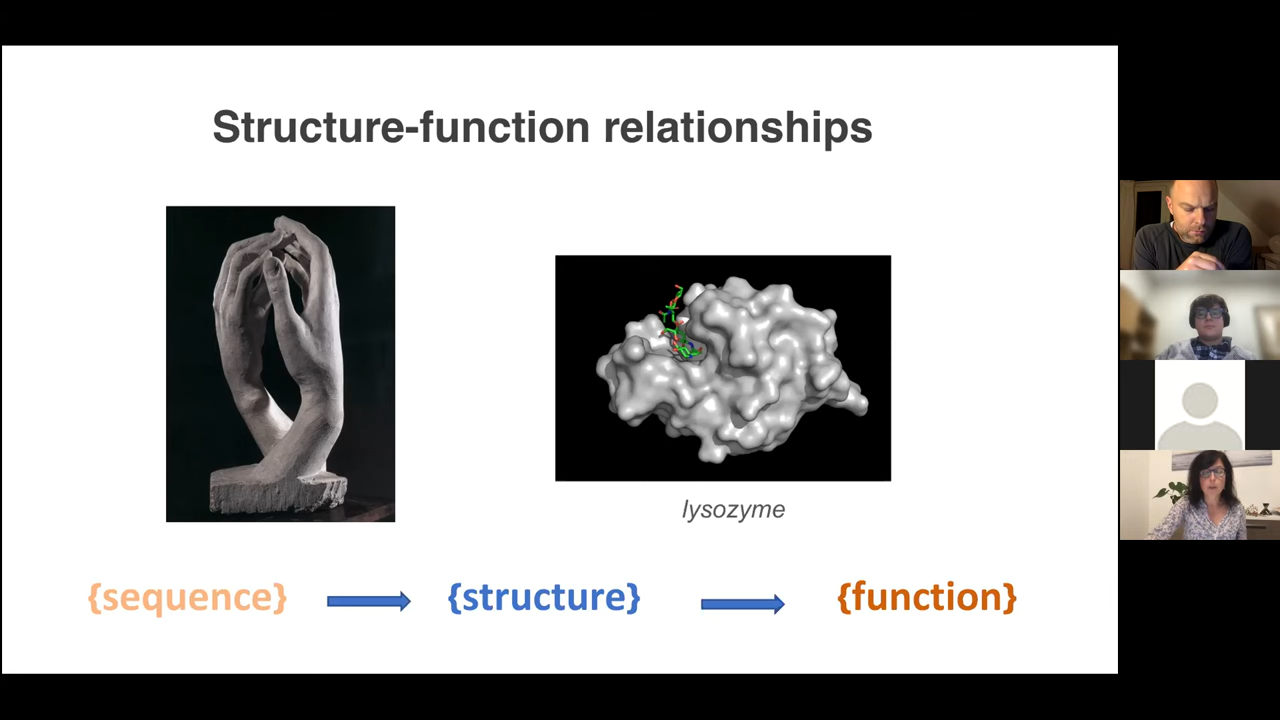 Structure-function relationships
lysozyme
{sequence}
{structure}
{function}